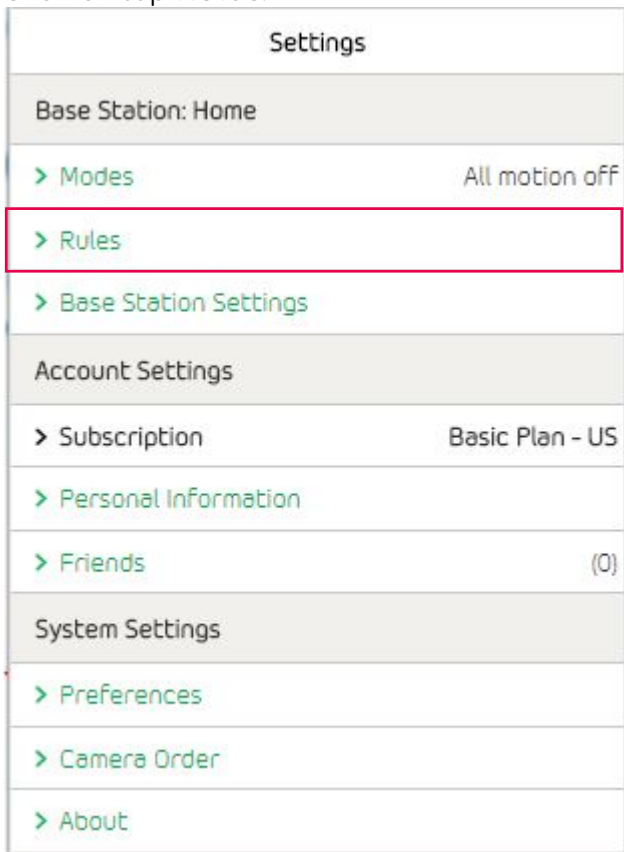 Settings
Base Station: Home
> Modes All motion off
> Rules
> Base Station Settings
Account Settings
> Subscription Basic Plan - US
> Personal Information
> Friends (0)
System Settings
> Preferences
> Camera Order
> About